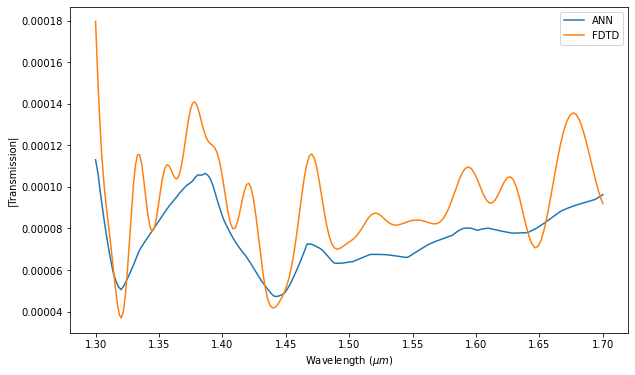 0.00018
0.00016
0.00014
0.00012
0.00010
0.00008
0.00006
0.00004
|Transmission|
ANN
FDTD
1.30 1.35 1.40 1.45 1.50 1.55 1.60 1.65 1.70
Wavelength (μm)